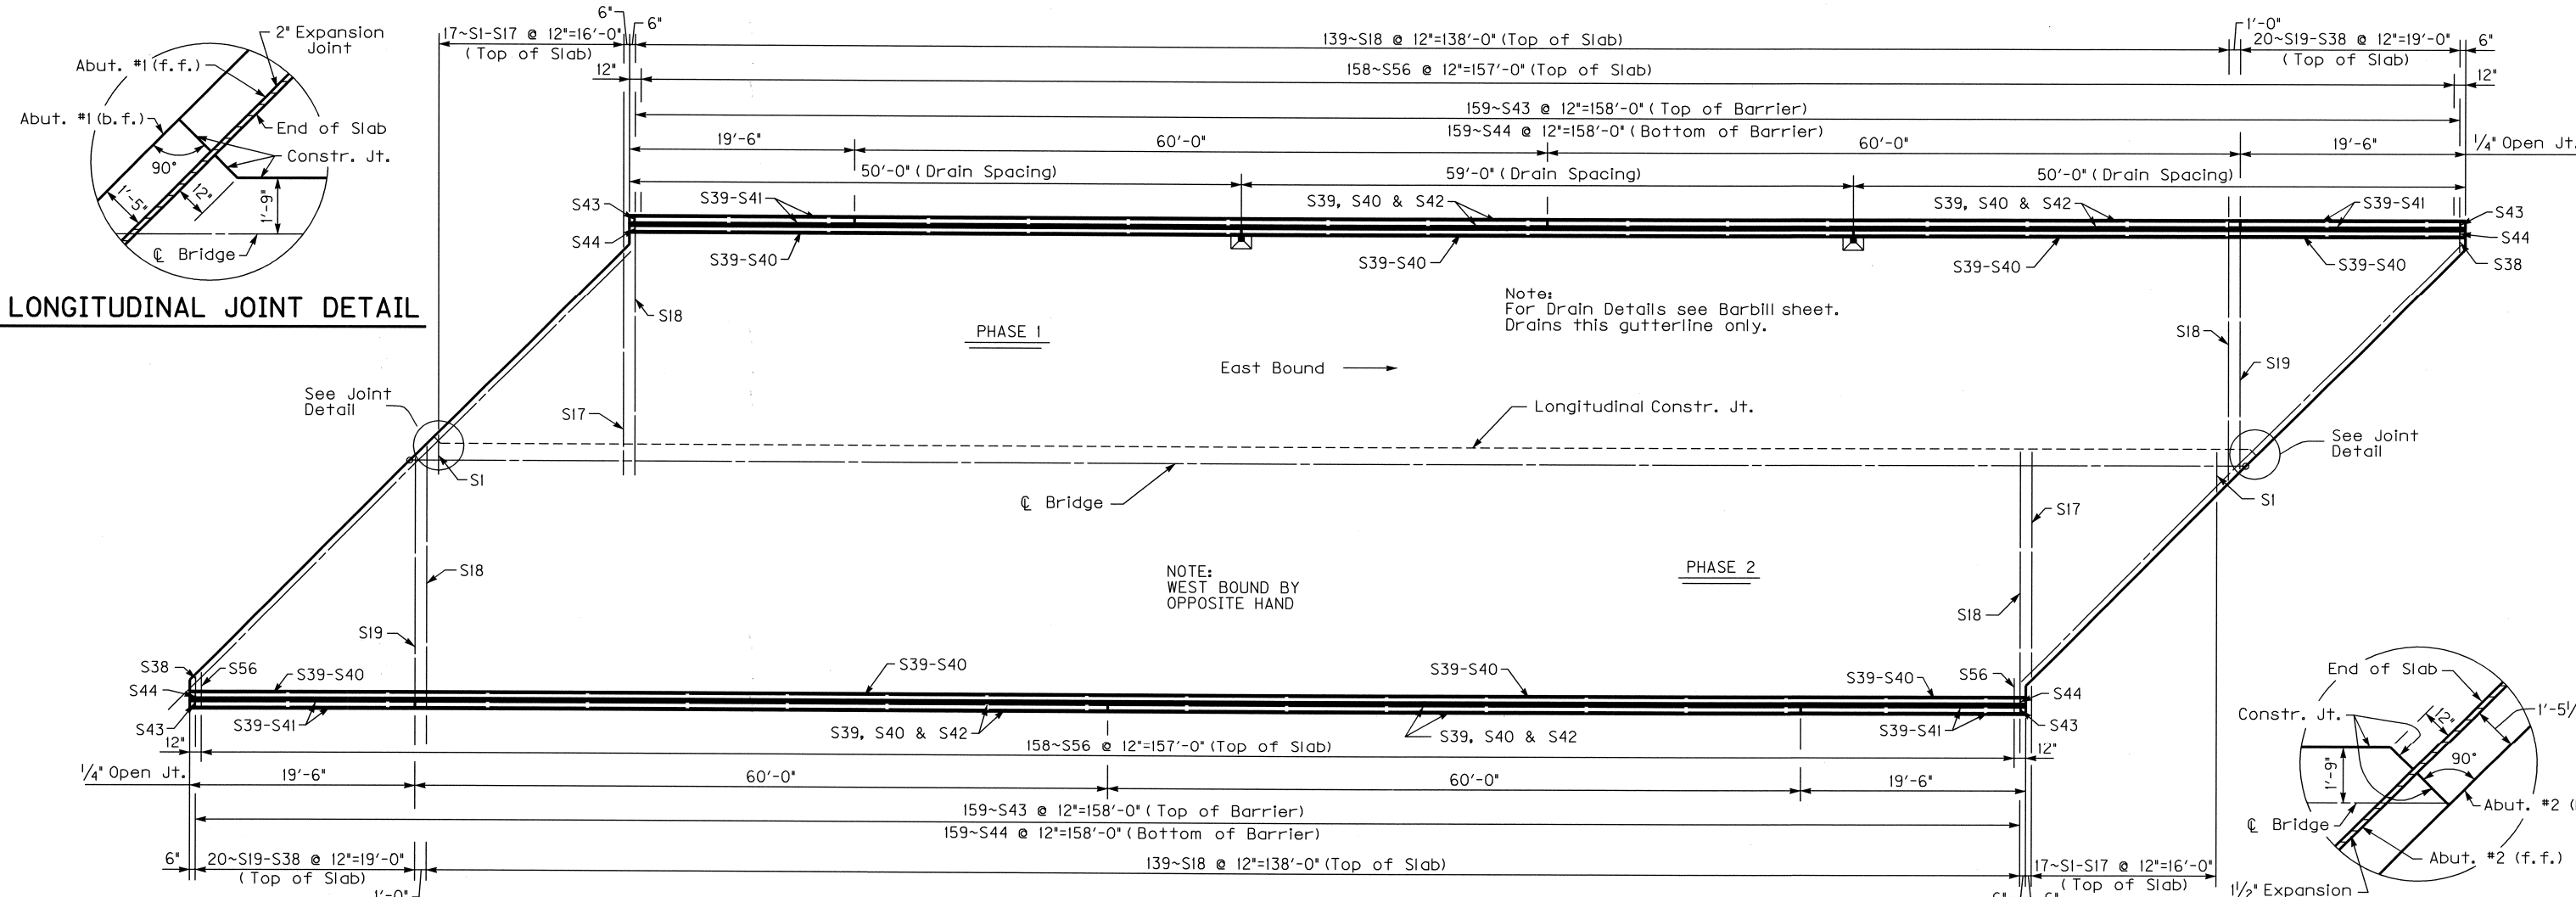 6" 6"
17~S1-S17 @ 12"=16'-0"
(Top of Slab)
139~S18 @ 12"=138'-0" (Top of Slab)
1'-0"
20~S19-S38 @ 12"=19'-0"
(Top of Slab)
6"
12"
158~S56 @ 12"=157'-0" (Top of Slab)
12"
159~S43 @ 12"=158'-0" (Top of Barrier)
159~S44 @ 12"=158'-0" (Bottom of Barrier)
19'-6" 60'-0" 60'-0" 19'-6" 1/4" Open Jt.
50'-0" (Drain Spacing) 59'-0" (Drain Spacing) 50'-0" (Drain Spacing)
2" Expansion
Joint
Abut. #1 (f.f.)
Abut. #1 (b.f.)
End of Slab
Constr. Jt.
90°
12"
1'-5"
1'-9"
℄ Bridge
LONGITUDINAL JOINT DETAIL
S43 S39-S41 S39, S40 & S42 S39, S40 & S42 S39-S41 S43
S44 S44
S39-S40 S39-S40 S39-S40 S39-S40 S38
S18
PHASE 1
Note:
For Drain Details see Barbill sheet.
Drains this gutterline only.
S18
S19
East Bound
See Joint
Detail
S17
Longitudinal Constr. Jt.
See Joint
Detail
S1
℄ Bridge
S1
S17
S18
NOTE:
WEST BOUND BY
OPPOSITE HAND
PHASE 2
S18
S19
S38 S56 S39-S40 S39-S40 S39-S40 S56
S44 S39-S40 S44
S43 S39-S41 S39, S40 & S42 S39, S40 & S42 S39-S41 S43
12" 158~S56 @ 12"=157'-0" (Top of Slab) 12"
1/4" Open Jt. 19'-6" 60'-0" 60'-0" 19'-6"
159~S43 @ 12"=158'-0" (Top of Barrier)
159~S44 @ 12"=158'-0" (Bottom of Barrier)
6" 20~S19-S38 @ 12"=19'-0"
(Top of Slab)
1'-0"
139~S18 @ 12"=138'-0" (Top of Slab)
17~S1-S17 @ 12"=16'-0"
(Top of Slab)
6" 6"
End of Slab
Constr. Jt.
12"
1'-5 1/
90°
1'-9"
Abut. #2 (
℄ Bridge
Abut. #2 (f.f.)
1 1/2" Expansion